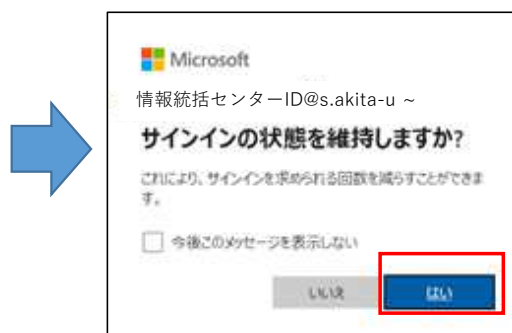 Microsoft
情報統括センターID@s.akita-u ~
サインインの状態を維持しますか?
これにより、サインインを求められる回数を減らすことができま
す。
今後このメッセージを表示しない
いいえ
はい